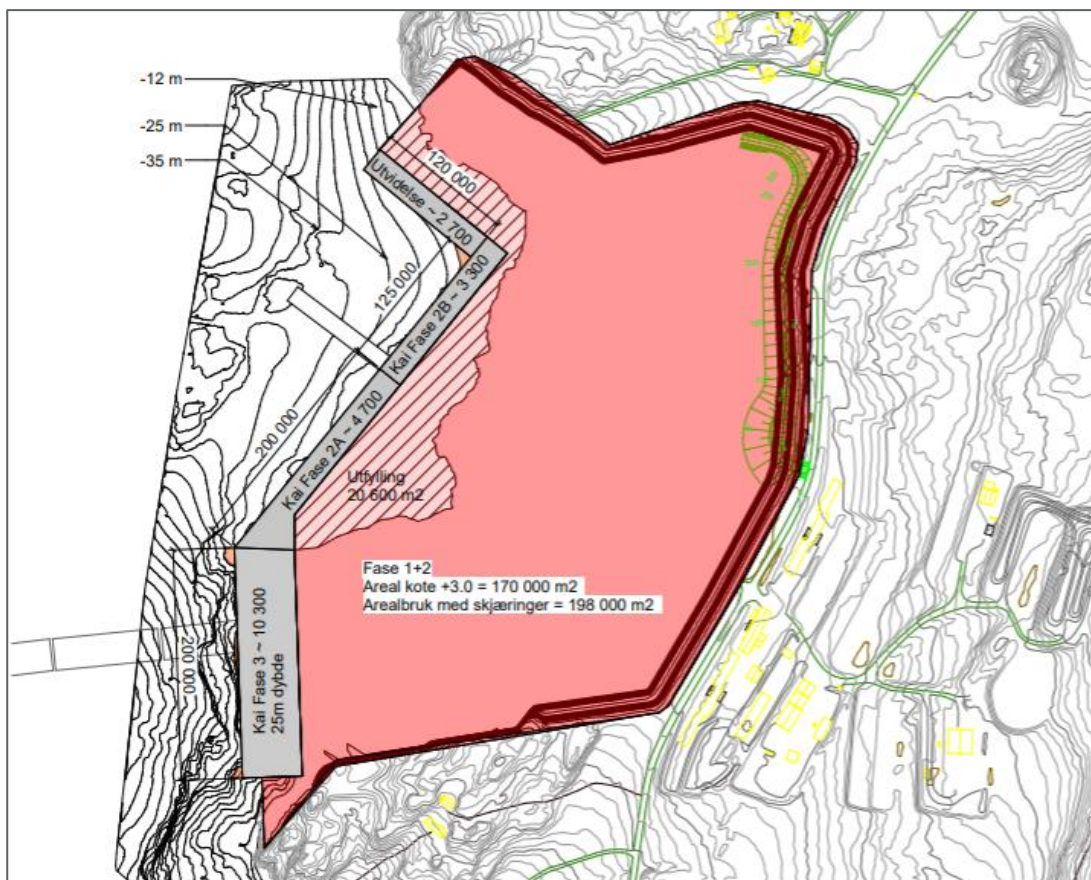 -12 m
-25 m
-35 m
120 000
Utvidelse ~ 2 700
125 000
Kai Fase 2B ~ 3 300
200 000
Kai Fase 2A ~ 4 700
Utfylling
20 600 m2
Fase 1+2
Areal kote +3.0 = 170 000 m2
Arealbruk med skjæringer = 198 000 m2
200 000
Kai Fase 3 ~ 10 300
25m dybde